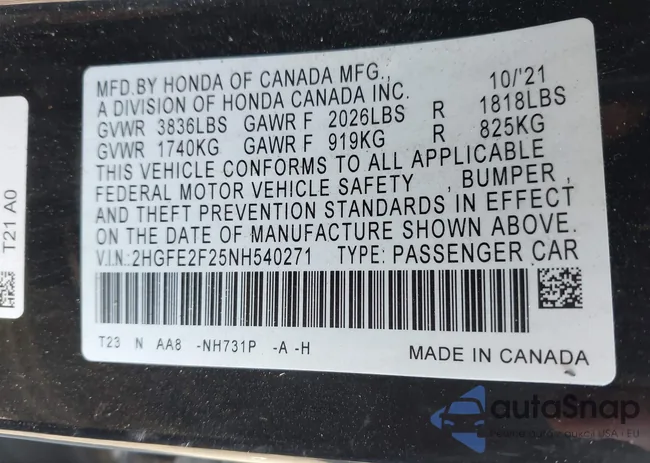 MFD. BY HONDA OF CANADA MFG., 10/'21
A DIVISION OF HONDA CANADA INC.
GVWR 3836LBS GAWR F 2026LBS R 1818LBS
GVWR 1740KG GAWR F 919KG R 825KG
THIS VEHICLE CONFORMS TO ALL APPLICABLE
FEDERAL MOTOR VEHICLE SAFETY , BUMPER ,
AND THEFT PREVENTION STANDARDS IN EFFECT
ON THE DATE OF MANUFACTURE SHOWN ABOVE.
V.I.N.:2HGFE2F25NH540271 TYPE: PASSENGER CAR
T23 N AA8 -NH731P -A -H
MADE IN CANADA
T21 A0
autoSnap
USA • EU